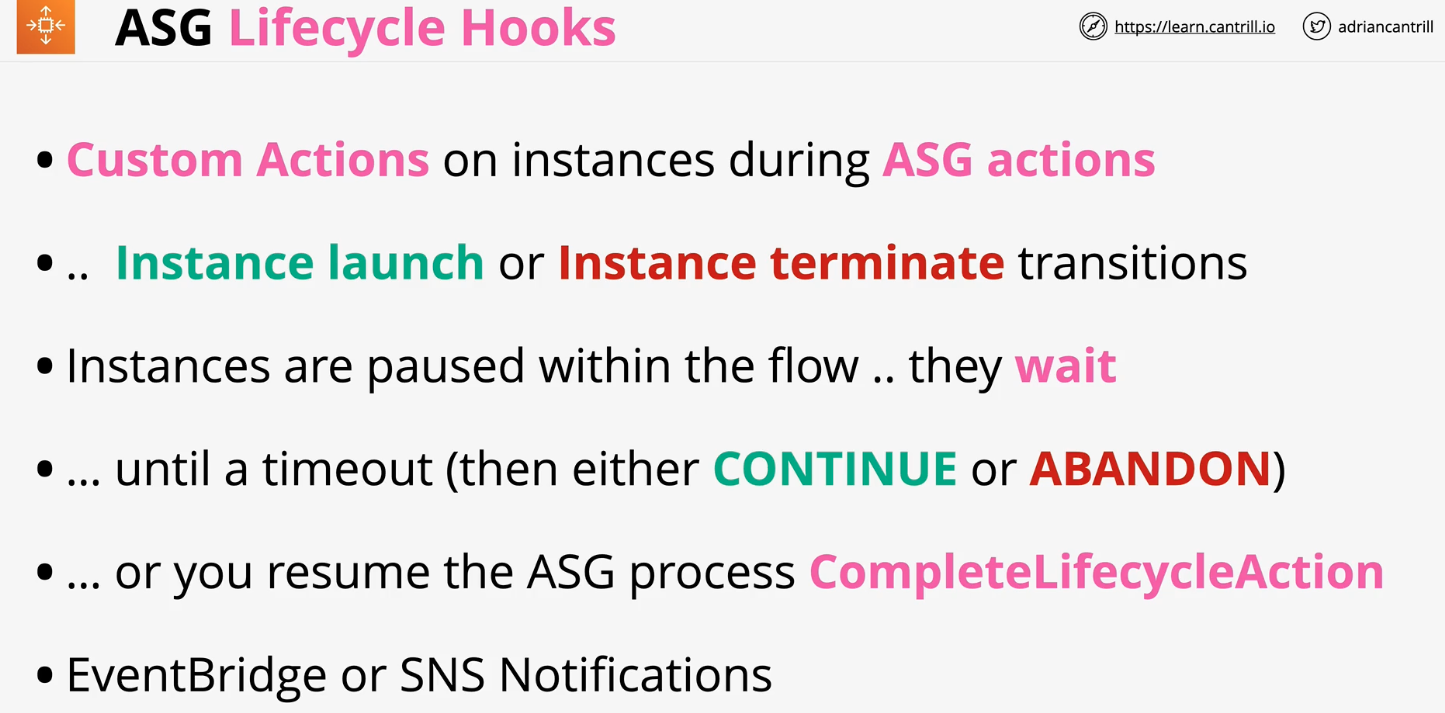 ASG Lifecycle Hooks
https://learn.cantrill.io
adriancantrill
• Custom Actions on instances during ASG actions
• .. Instance launch or Instance terminate transitions
• Instances are paused within the flow .. they wait
• ... until a timeout (then either CONTINUE or ABANDON)
• ... or you resume the ASG process CompleteLifecycleAction
• EventBridge or SNS Notifications